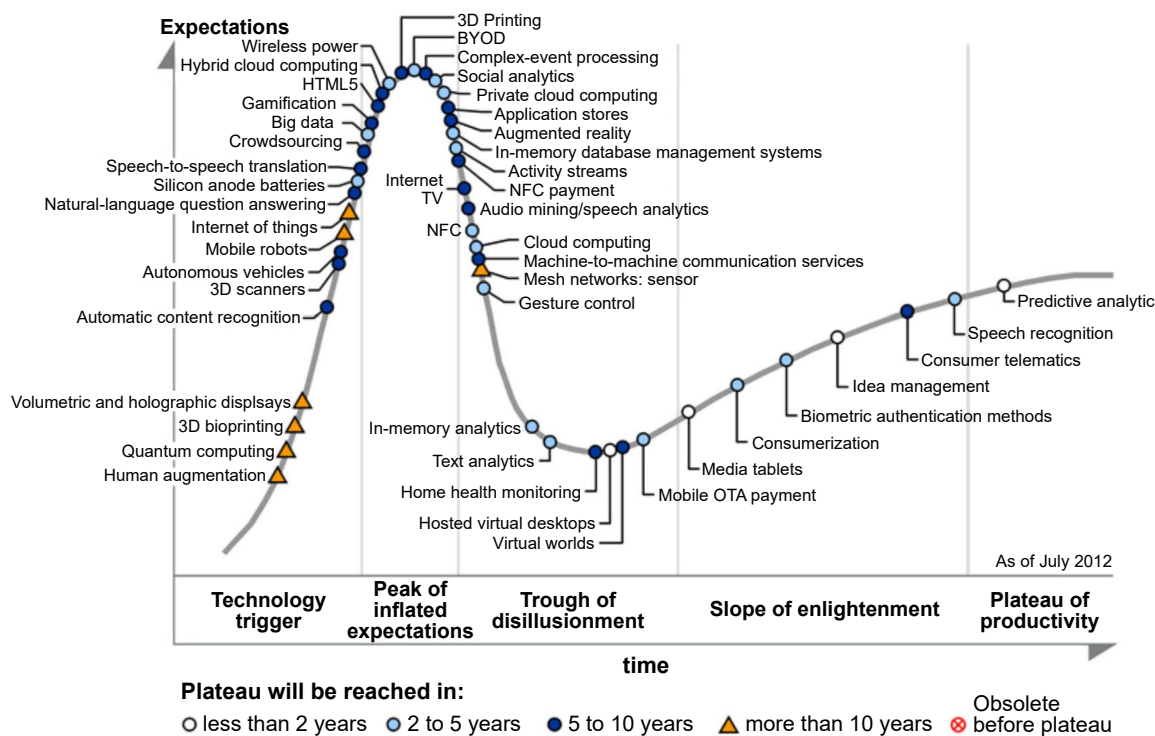 Expectations
3D Printing
BYOD
Wireless power
Complex-event processing
Hybrid cloud computing
Social analytics
HTML5
Private cloud computing
Gamification
Application stores
Big data
Augmented reality
Crowdsourcing
In-memory database management systems
Speech-to-speech translation
Activity streams
Silicon anode batteries
Internet
TV
NFC payment
Natural-language question answering
Audio mining/speech analytics
Internet of things
NFC
Mobile robots
Cloud computing
Autonomous vehicles
Machine-to-machine communication services
3D scanners
Mesh networks: sensor
Gesture control
Automatic content recognition
Predictive analytic
Speech recognition
Consumer telematics
Idea management
Volumetric and holographic displsays
Biometric authentication methods
3D bioprinting
In-memory analytics
Consumerization
Quantum computing
Text analytics
Media tablets
Human augmentation
Home health monitoring
Mobile OTA payment
Hosted virtual desktops
Virtual worlds
As of July 2012
Technology
trigger
Peak of
inflated
expectations
Trough of
disillusionment
Slope of enlightenment
Plateau of
productivity
time
Plateau will be reached in:
less than 2 years
2 to 5 years
5 to 10 years
more than 10 years
Obsolete
before plateau